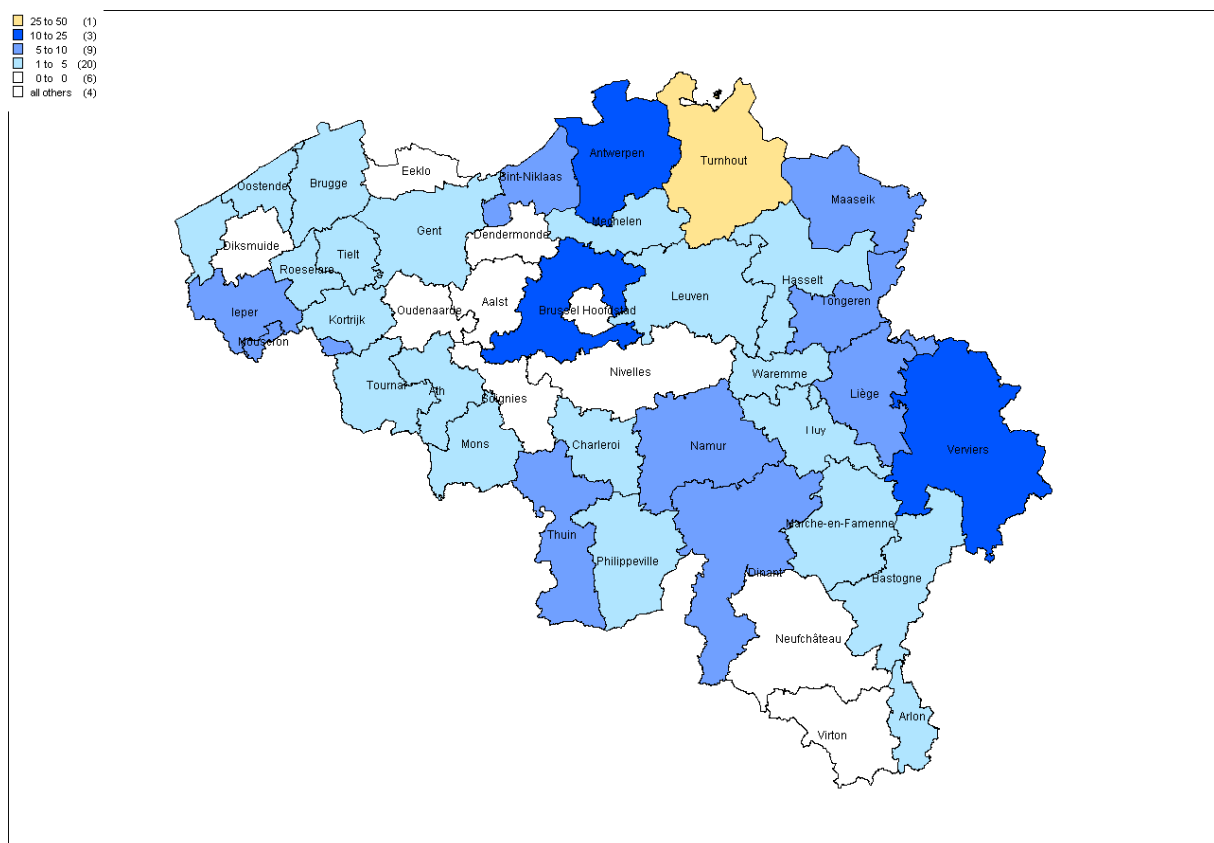 25 to 50 (1)
10 to 25 (3)
5 to 10 (9)
1 to 5 (20)
0 to 0 (6)
all others (4)
Antwerpen
Turnhout
Eeklo
Sint-Niklaas
Oostende
Brugge
Maaseik
Mechelen
Gent
Dendermonde
Diksmuide
Tielt
Roeselare
Hasselt
Leuven
Tongeren
Aalst
Ieper
Oudenaarde
Brussel Hoofdstad
Kortrijk
Mouscron
Nivelles
Waremme
Tournai
Ath
Liège
Soignies
Huy
Mons
Charleroi
Namur
Verviers
Marche-en-Famenne
Thuin
Philippeville
Dinant
Bastogne
Neufchâteau
Arlon
Virton